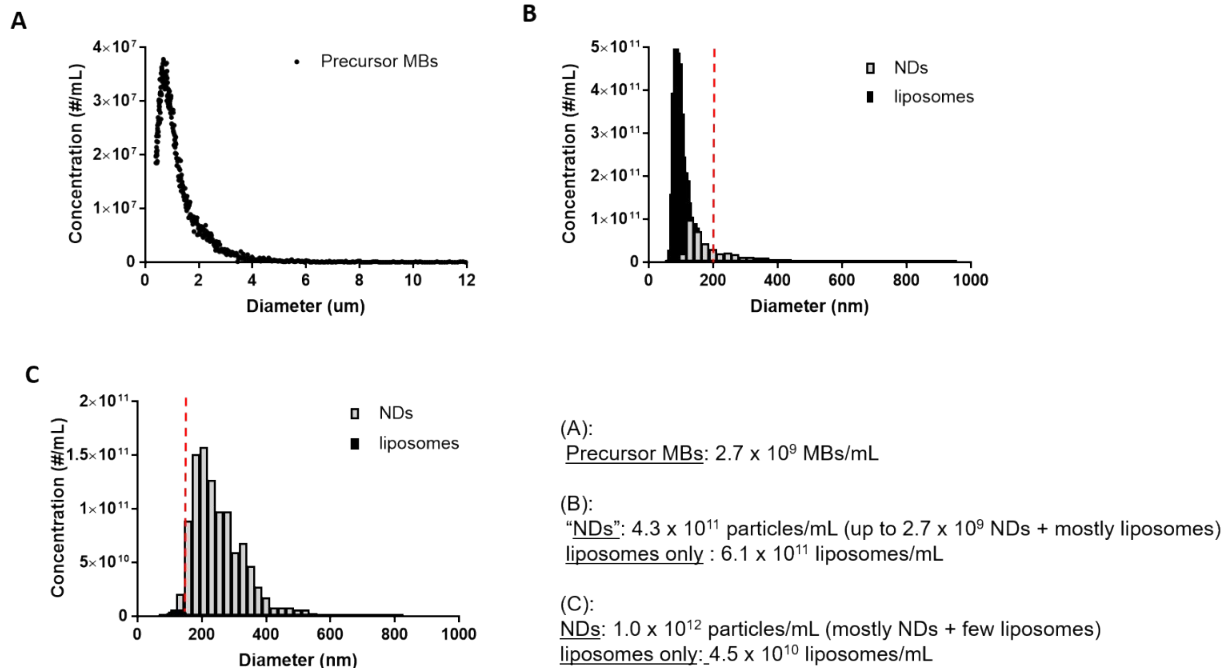 A
Concentration (#/mL)
4×10⁷
3×10⁷
2×10⁷
1×10⁷
0
0 2 4 6 8 10 12
Diameter (um)
Precursor MBs
B
Concentration (#/mL)
5×10¹¹
4×10¹¹
3×10¹¹
2×10¹¹
1×10¹¹
0
0 200 400 600 800 1000
Diameter (nm)
NDs
liposomes
C
Concentration (#/mL)
2×10¹¹
1.5×10¹¹
1×10¹¹
5×10¹⁰
0
0 200 400 600 800 1000
Diameter (nm)
NDs
liposomes
(A):
Precursor MBs: 2.7 x 10⁹ MBs/mL
(B):
“NDs”: 4.3 x 10¹¹ particles/mL (up to 2.7 x 10⁹ NDs + mostly liposomes)
liposomes only : 6.1 x 10¹¹ liposomes/mL
(C):
NDs: 1.0 x 10¹² particles/mL (mostly NDs + few liposomes)
liposomes only: 4.5 x 10¹⁰ liposomes/mL